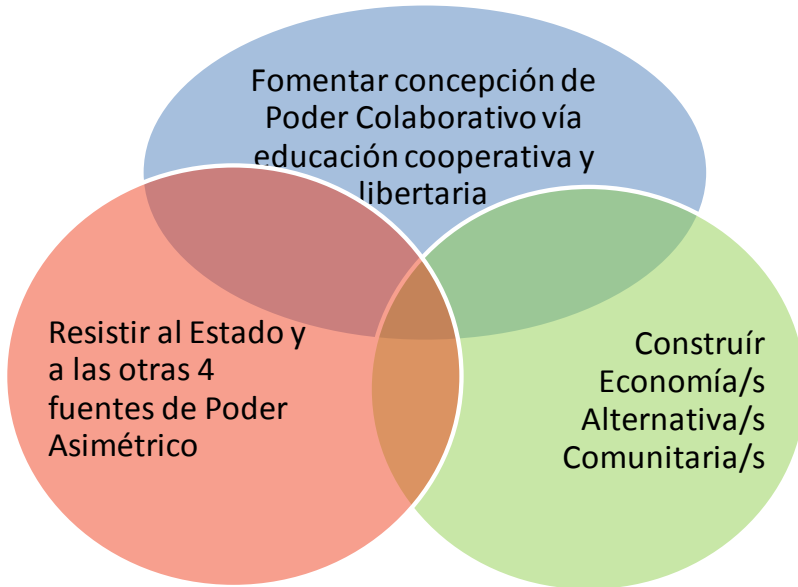 Fomentar concepción de
Poder Colaborativo vía
educación cooperativa y
libertaria
Resistir al Estado y
a las otras 4
fuentes de Poder
Asimétrico
Construír
Economía/s
Alternativa/s
Comunitaria/s